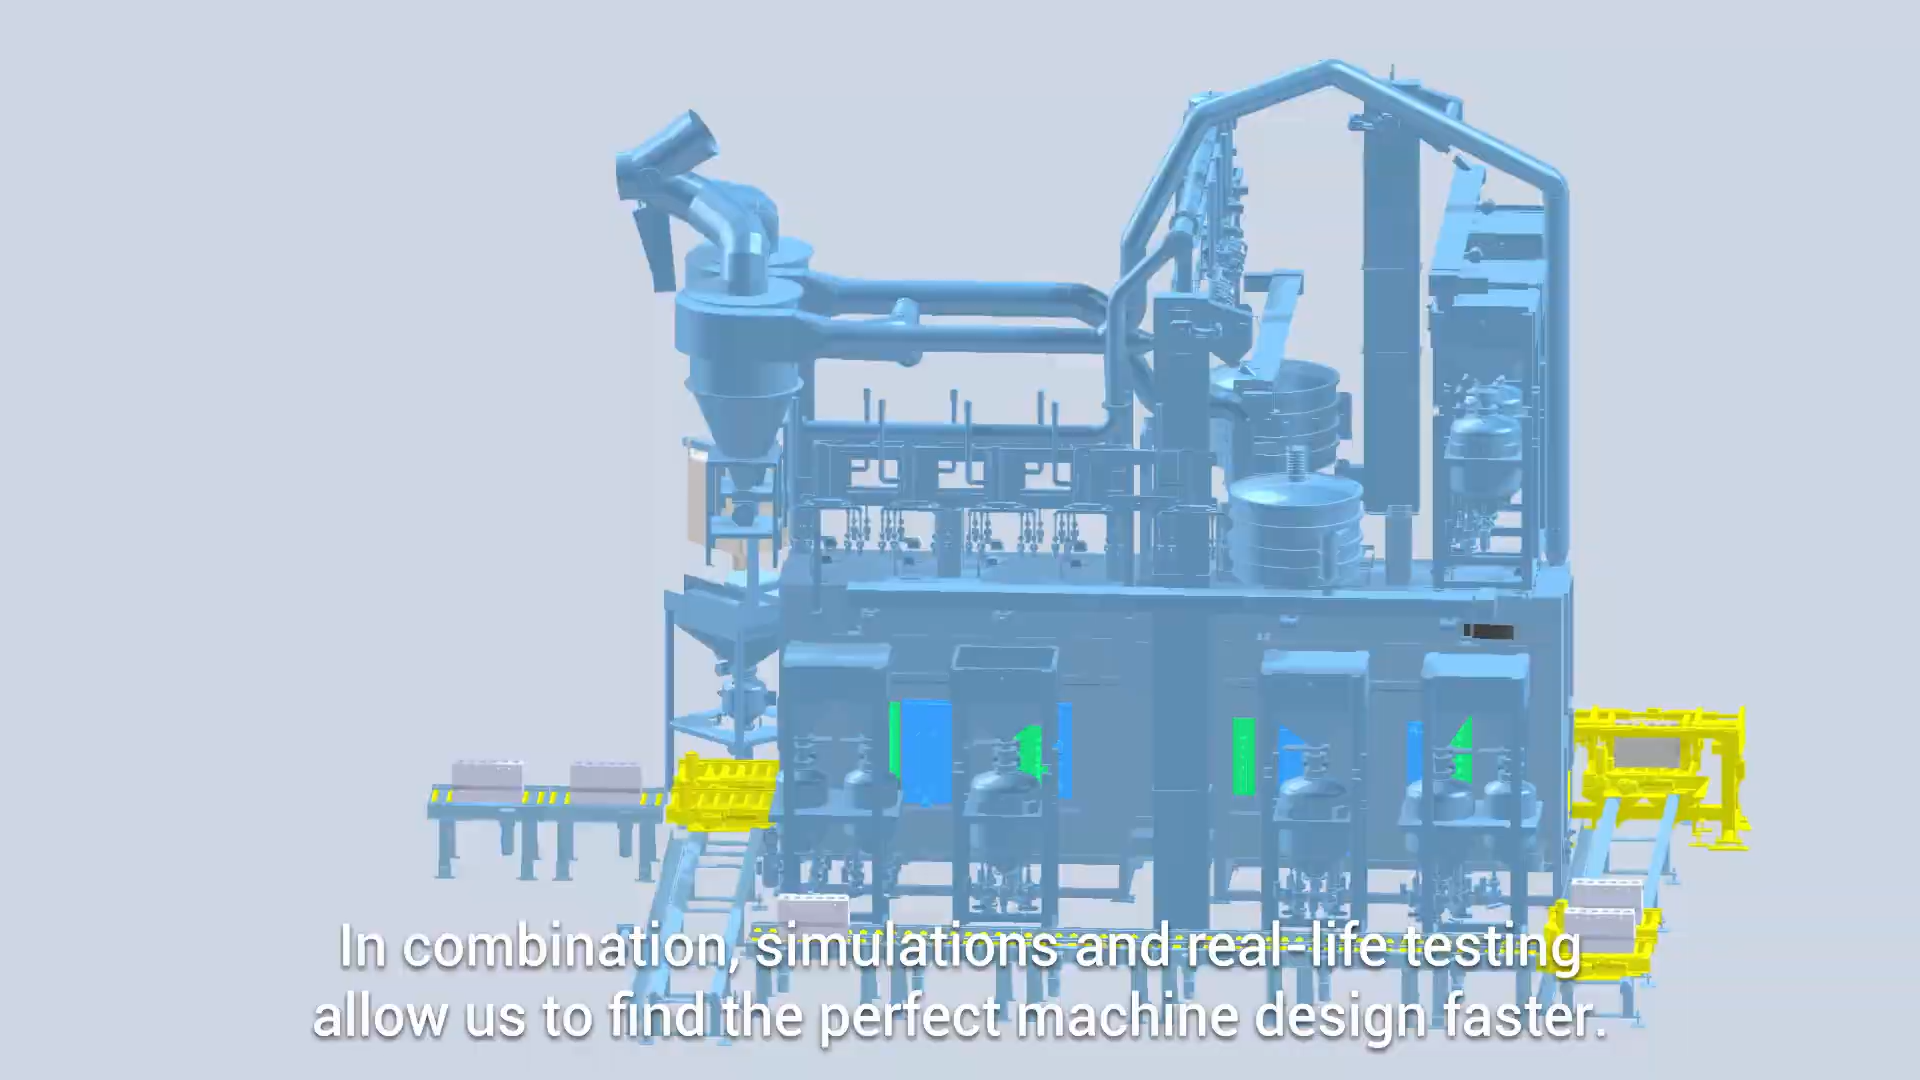 In combination, simulations and real-life testing
allow us to find the perfect machine design faster.